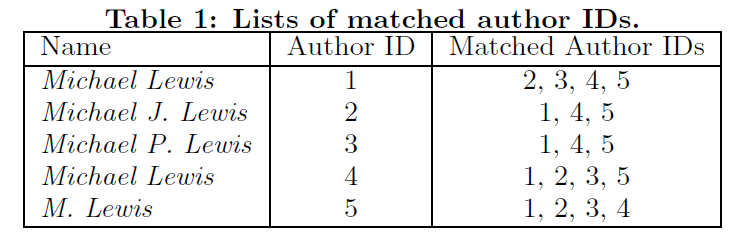 Table 1: Lists of matched author IDs.
Name Author ID Matched Author IDs
Michael Lewis 1 2, 3, 4, 5
Michael J. Lewis 2 1, 4, 5
Michael P. Lewis 3 1, 4, 5
Michael Lewis 4 1, 2, 3, 5
M. Lewis 5 1, 2, 3, 4